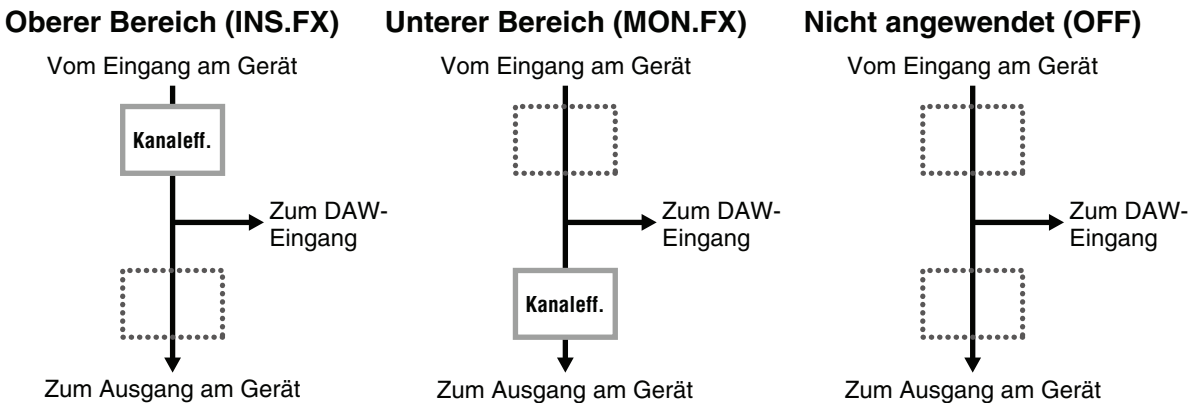 Oberer Bereich (INS.FX)
Vom Eingang am Gerät
Kanaleff.
Zum DAW-
Eingang
Zum Ausgang am Gerät
Unterer Bereich (MON.FX)
Vom Eingang am Gerät
Zum DAW-
Eingang
Kanaleff.
Zum Ausgang am Gerät
Nicht angewendet (OFF)
Vom Eingang am Gerät
Zum DAW-
Eingang
Zum Ausgang am Gerät